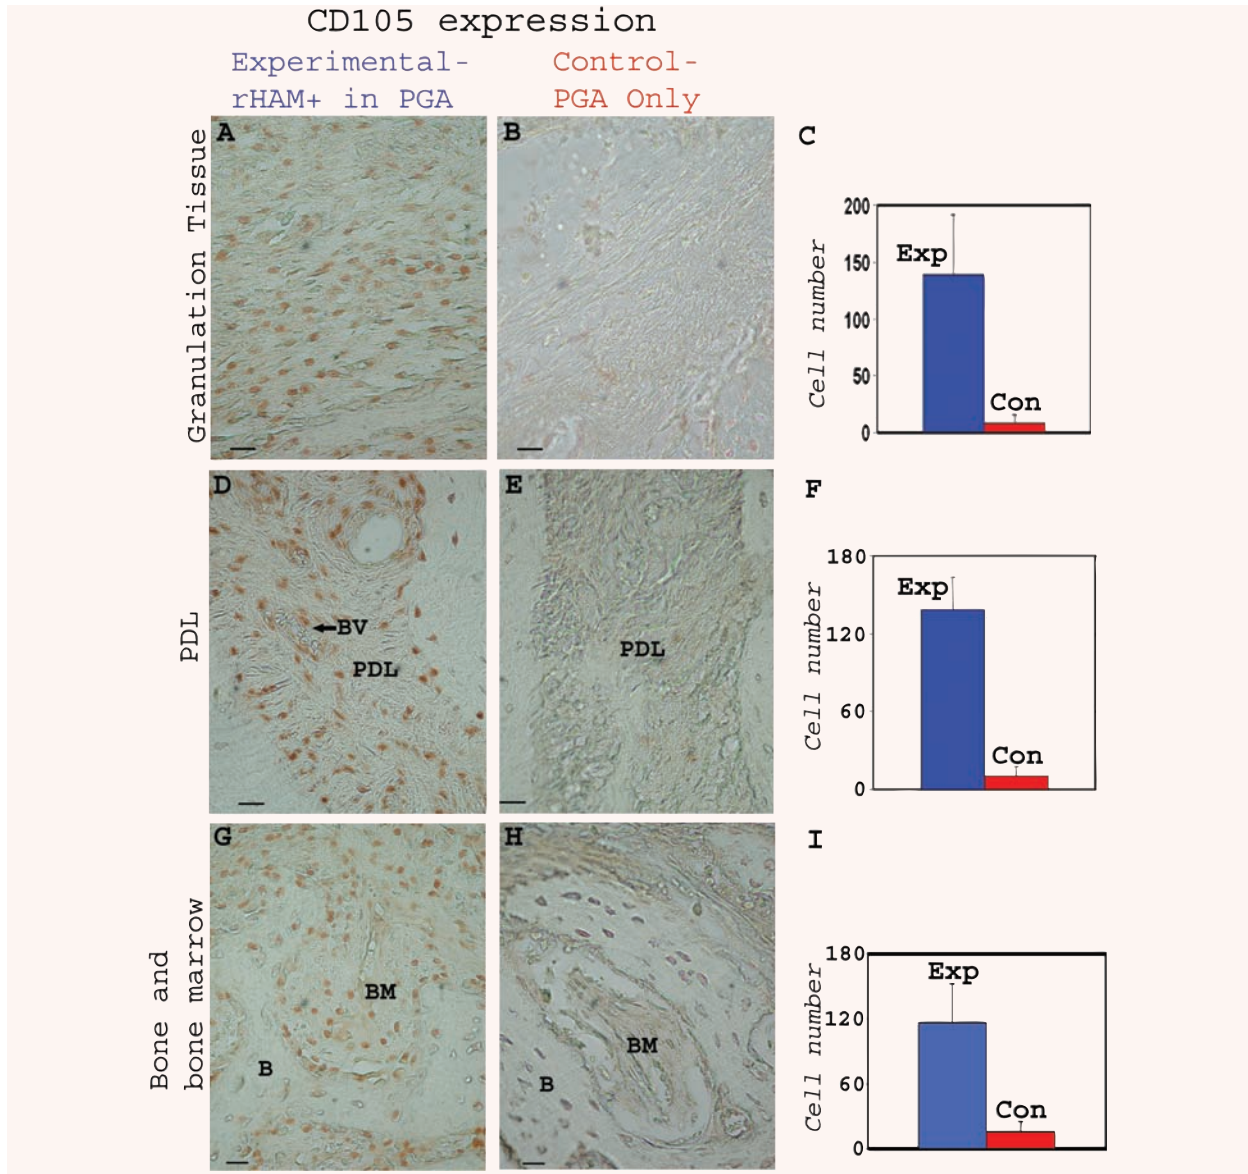 CD105 expression
Experimental-
rHAM+ in PGA
Control-
PGA Only
Granulation Tissue
A
B
C
Cell number
200
150
100
50
0
Exp
Con
PDL
D
BV
PDL
E
PDL
F
Cell number
180
120
60
0
Exp
Con
Bone and
bone marrow
G
BM
B
H
BM
B
I
Cell number
180
120
60
0
Exp
Con